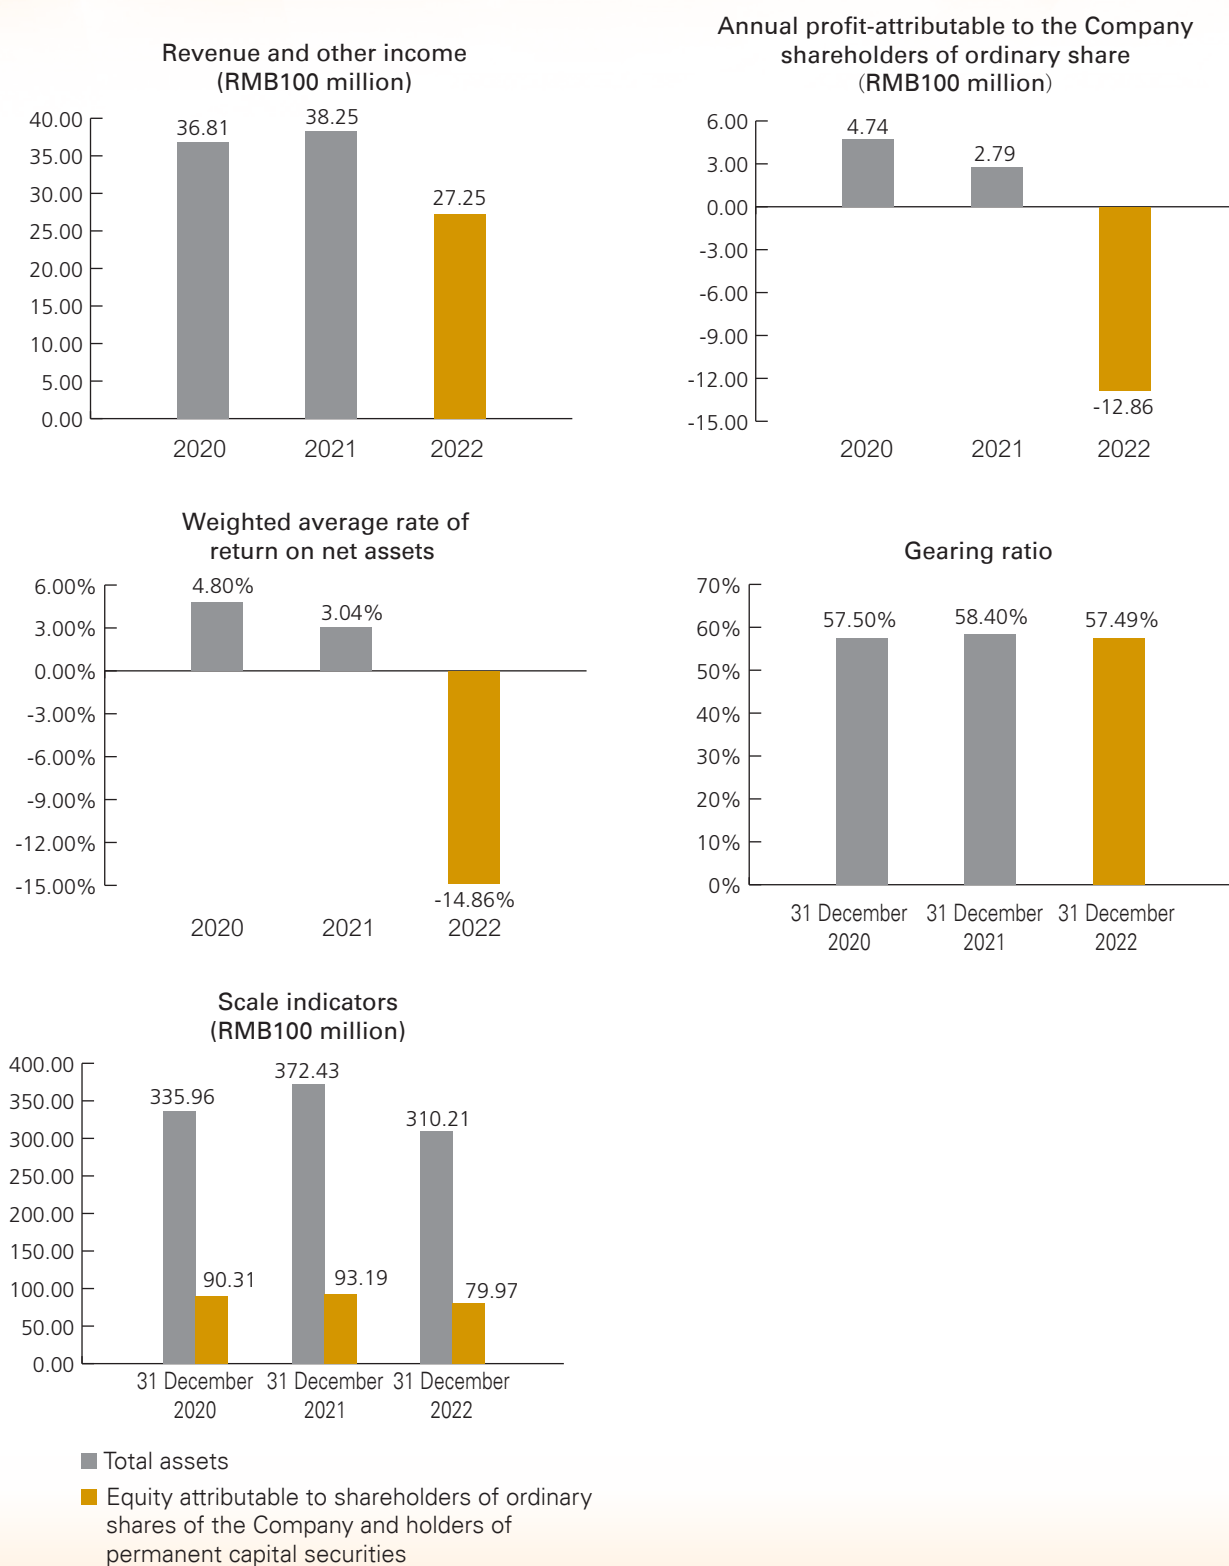 Revenue and other income
(RMB100 million)
40.00
35.00
30.00
25.00
20.00
15.00
10.00
5.00
0.00
36.81
38.25
27.25
2020 2021 2022
Annual profit-attributable to the Company
shareholders of ordinary share
(RMB100 million)
6.00
3.00
0.00
-3.00
-6.00
-9.00
-12.00
-15.00
4.74
2.79
-12.86
2020 2021 2022
Weighted average rate of
return on net assets
6.00%
3.00%
0.00%
-3.00%
-6.00%
-9.00%
-12.00%
-15.00%
4.80%
3.04%
-14.86%
2020 2021 2022
Gearing ratio
70%
60%
50%
40%
30%
20%
10%
0%
57.50%
58.40%
57.49%
31 December 31 December 31 December
2020 2021 2022
Scale indicators
(RMB100 million)
400.00
350.00
300.00
250.00
200.00
150.00
100.00
50.00
0.00
335.96
90.31
372.43
93.19
310.21
79.97
31 December 31 December 31 December
2020 2021 2022
Total assets
Equity attributable to shareholders of ordinary
shares of the Company and holders of
permanent capital securities